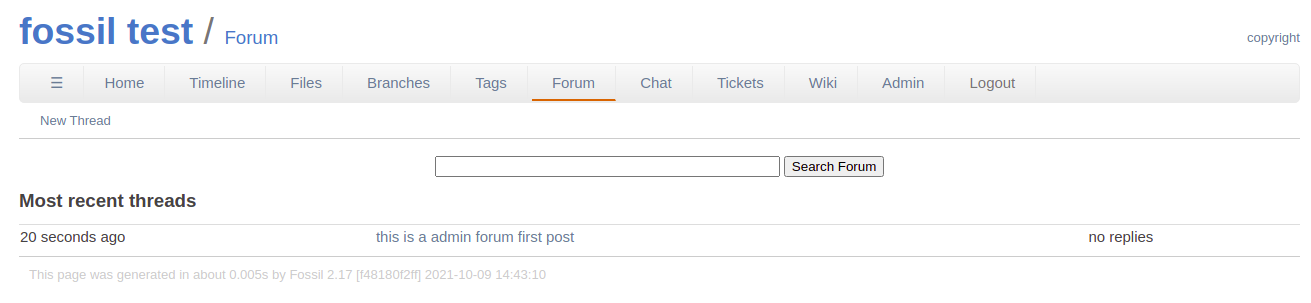 fossil test / Forum
copyright
☰ Home Timeline Files Branches Tags Forum Chat Tickets Wiki Admin Logout
New Thread
Search Forum
Most recent threads
20 seconds ago this is a admin forum first post no replies
This page was generated in about 0.005s by Fossil 2.17 [f48180f2ff] 2021-10-09 14:43:10